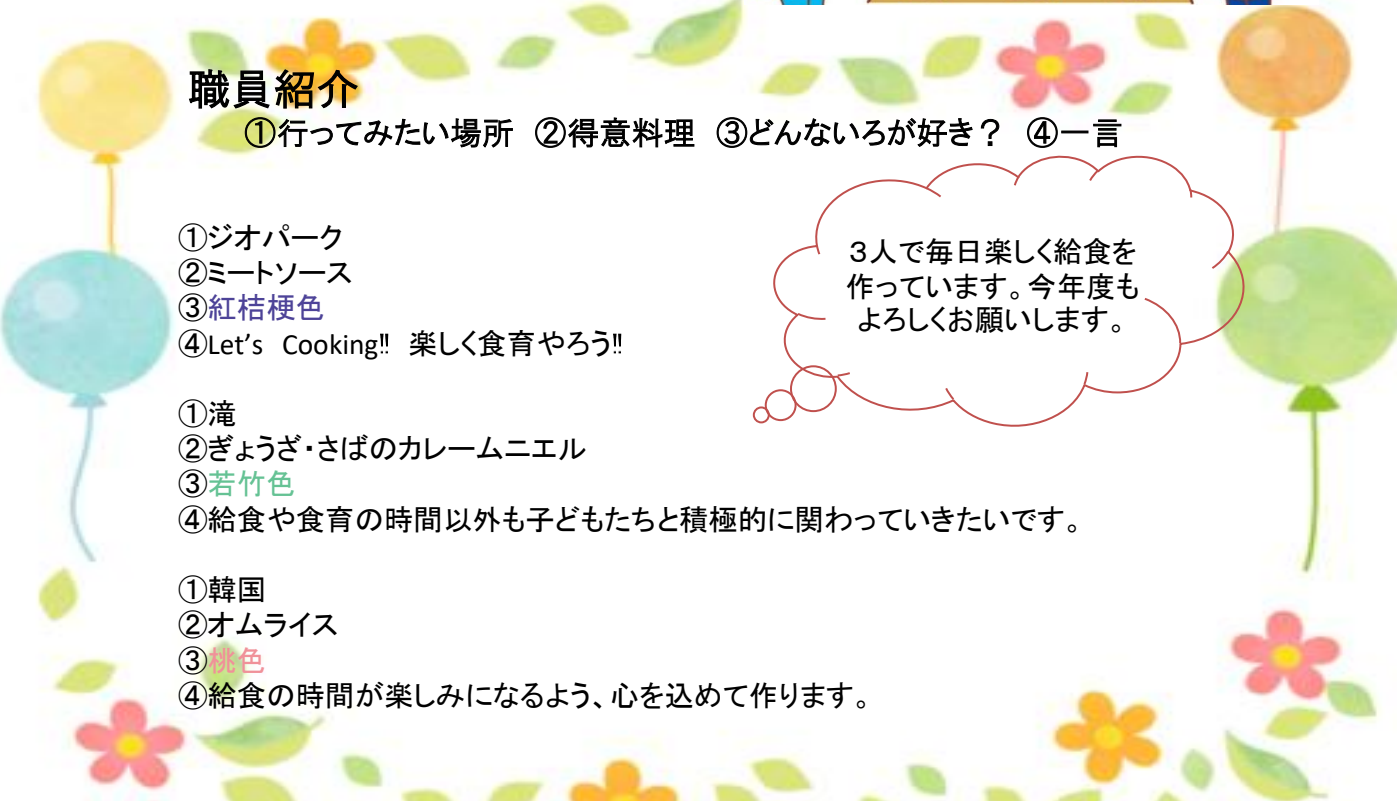 職員紹介
①行ってみたい場所 ②得意料理 ③どんないろが好き？ ④一言
３人で毎日楽しく給食を
作っています。今年度も
よろしくお願いします。
①ジオパーク
②ミートソース
③紅桔梗色
④Let's Cooking‼ 楽しく食育やろう‼
①滝
②ぎょうざ・さばのカレームニエル
③若竹色
④給食や食育の時間以外も子どもたちと積極的に関わっていきたいです。
①韓国
②オムライス
③桃色
④給食の時間が楽しみになるよう、心を込めて作ります。